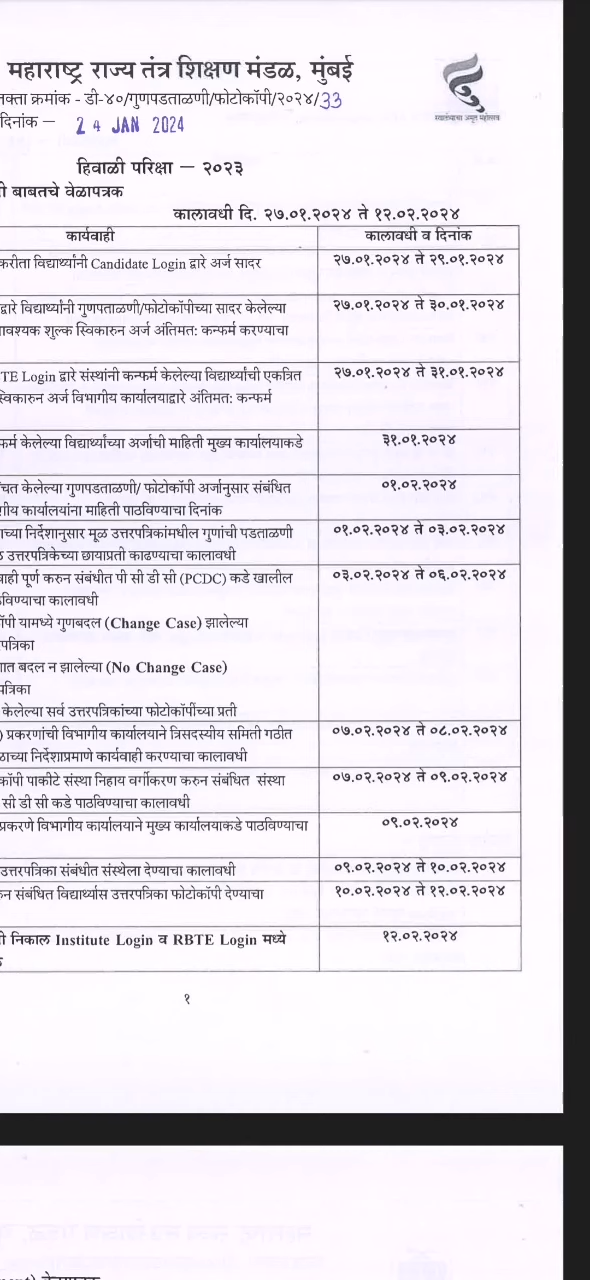 महाराष्ट्र राज्य तंत्र शिक्षण मंडळ, मुंबई
नक्ता क्रमांक - डी-४०/गुणपडताळणी/फोटोकॉपी/२०२४/33
दिनांक – 24 JAN 2024
स्वातंत्र्याचा अमृत महोत्सव
हिवाळी परिक्षा – २०२३
ी बाबतचे वेळापत्रक
कालावधी दि. २७.०१.२०२४ ते १२.०२.२०२४
कार्यवाही कालावधी व दिनांक
करीता विद्यार्थ्यांनी Candidate Login द्वारे अर्ज सादर २७.०१.२०२४ ते २९.०१.२०२४
द्वारे विद्यार्थ्यांनी गुणपताळणी/फोटोकॉपीच्या सादर केलेल्या २७.०१.२०२४ ते ३०.०१.२०२४
ावश्यक शुल्क स्विकारुन अर्ज अंतिमत: कन्फर्म करण्याचा
TE Login द्वारे संस्थांनी कन्फर्म केलेल्या विद्यार्थ्यांची एकत्रित २७.०१.२०२४ ते ३१.०१.२०२४
स्विकारुन अर्ज विभागीय कार्यालयाद्वारे अंतिमत: कन्फर्म
फर्म केलेल्या विद्यार्थ्यांच्या अर्जाची माहिती मुख्य कार्यालयाकडे ३१.०१.२०२४
चत केलेल्या गुणपडताळणी/ फोटोकॉपी अर्जानुसार संबंधित ०१.०२.२०२४
गीय कार्यालयांना माहिती पाठविण्याचा दिनांक
ाच्या निर्देशानुसार मूळ उत्तरपत्रिकांमधील गुणांची पडताळणी ०१.०२.२०२४ ते ०३.०२.२०२४
उत्तरपत्रिकेच्या छायाप्रती काढण्याचा कालावधी
वाही पूर्ण करुन संबंधीत पी सी डी सी (PCDC) कडे खालील ०३.०२.२०२४ ते ०६.०२.२०२४
ठविण्याचा कालावधी
ॉपी यामध्ये गुणबदल (Change Case) झालेल्या
पत्रिका
ात बदल न झालेल्या (No Change Case)
पत्रिका
केलेल्या सर्व उत्तरपत्रिकांच्या फोटोकॉपींच्या प्रती
) प्रकरणांची विभागीय कार्यालयाने त्रिसदस्यीय समिती गठीत ०७.०२.२०२४ ते ०८.०२.२०२४
ळाच्या निर्देशाप्रमाणे कार्यवाही करण्याचा कालावधी
कॉपी पाकीटे संस्था निहाय वर्गीकरण करुन संबंधित संस्था ०७.०२.२०२४ ते ०९.०२.२०२४
सी डी सी कडे पाठविण्याचा कालावधी
प्रकरणे विभागीय कार्यालयाने मुख्य कार्यालयाकडे पाठविण्याचा ०९.०२.२०२४
उत्तरपत्रिका संबंधीत संस्थेला देण्याचा कालावधी ०९.०२.२०२४ ते १०.०२.२०२४
न संबंधित विद्यार्थ्यास उत्तरपत्रिका फोटोकॉपी देण्याचा १०.०२.२०२४ ते १२.०२.२०२४
ी निकाल Institute Login व RBTE Login मध्ये १२.०२.२०२४
१